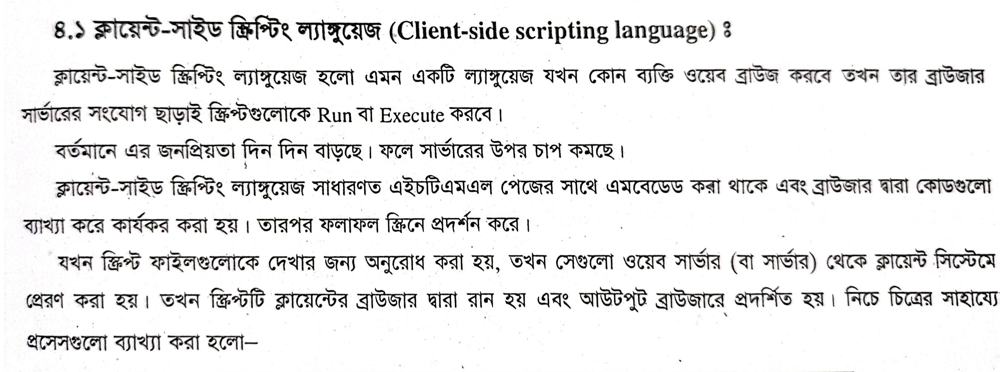 ৪.১ ক্লায়েন্ট-সাইড স্ক্রিপ্টিং ল্যাঙ্গুয়েজ (Client-side scripting language) ঃ
ক্লায়েন্ট-সাইড স্ক্রিপ্টিং ল্যাঙ্গুয়েজ হলো এমন একটি ল্যাঙ্গুয়েজ যখন কোন ব্যক্তি ওয়েব ব্রাউজ করবে তখন তার ব্রাউজার
সার্ভারের সংযোগ ছাড়াই স্ক্রিপ্টগুলোকে Run বা Execute করবে।
বর্তমানে এর জনপ্রিয়তা দিন দিন বাড়ছে। ফলে সার্ভারের উপর চাপ কমছে।
ক্লায়েন্ট-সাইড স্ক্রিপ্টিং ল্যাঙ্গুয়েজ সাধারণত এইচটিএমএল পেজের সাথে এমবেডেড করা থাকে এবং ব্রাউজার দ্বারা কোডগুলো
ব্যাখ্যা করে কার্যকর করা হয়। তারপর ফলাফল স্ক্রিনে প্রদর্শন করে।
যখন স্ক্রিপ্ট ফাইলগুলোকে দেখার জন্য অনুরোধ করা হয়, তখন সেগুলো ওয়েব সার্ভার (বা সার্ভার) থেকে ক্লায়েন্ট সিস্টেমে
প্রেরণ করা হয়। তখন স্ক্রিপ্টটি ক্লায়েন্টের ব্রাউজার দ্বারা রান হয় এবং আউটপুট ব্রাউজারে প্রদর্শিত হয়। নিচে চিত্রের সাহায্যে
প্রসেসগুলো ব্যাখ্যা করা হলো—